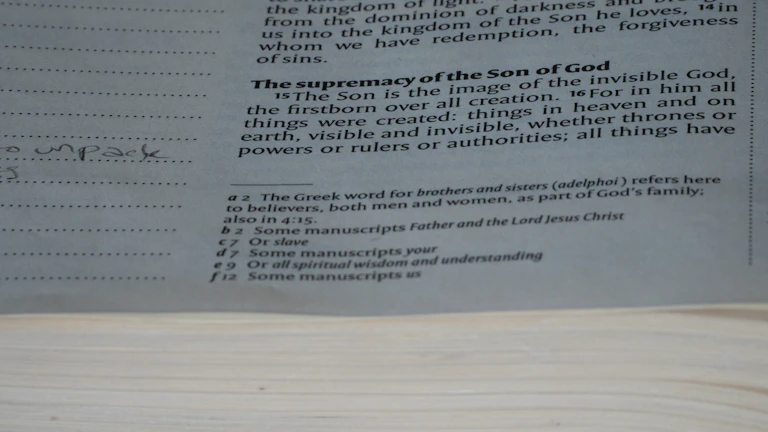 the kingdom of light.
from the dominion of darkness and
us into the kingdom of the Son he loves, 14 in
whom we have redemption, the forgiveness
of sins.
The supremacy of the Son of God
15 The Son is the image of the invisible God,
the firstborn over all creation. 16 For in him all
things were created: things in heaven and on
earth, visible and invisible, whether thrones or
powers or rulers or authorities; all things have
unpack
a 2 The Greek word for brothers and sisters (adelphoi) refers here
to believers, both men and women, as part of God's family;
also in 4:15.
b 2 Some manuscripts Father and the Lord Jesus Christ
c 7 Or slave
d 7 Some manuscripts your
e 9 Or all spiritual wisdom and understanding
f 12 Some manuscripts us